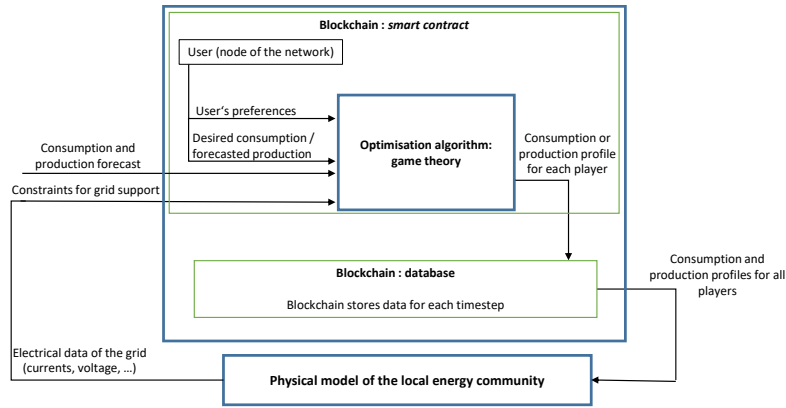 Blockchain : smart contract
User (node of the network)
User's preferences
Desired consumption /
forecasted production
Consumption and
production forecast
Constraints for grid support
Optimisation algorithm:
game theory
Consumption or
production profile
for each player
Blockchain : database
Blockchain stores data for each timestep
Consumption and
production profiles for all
players
Electrical data of the grid
(currents, voltage, ...)
Physical model of the local energy community